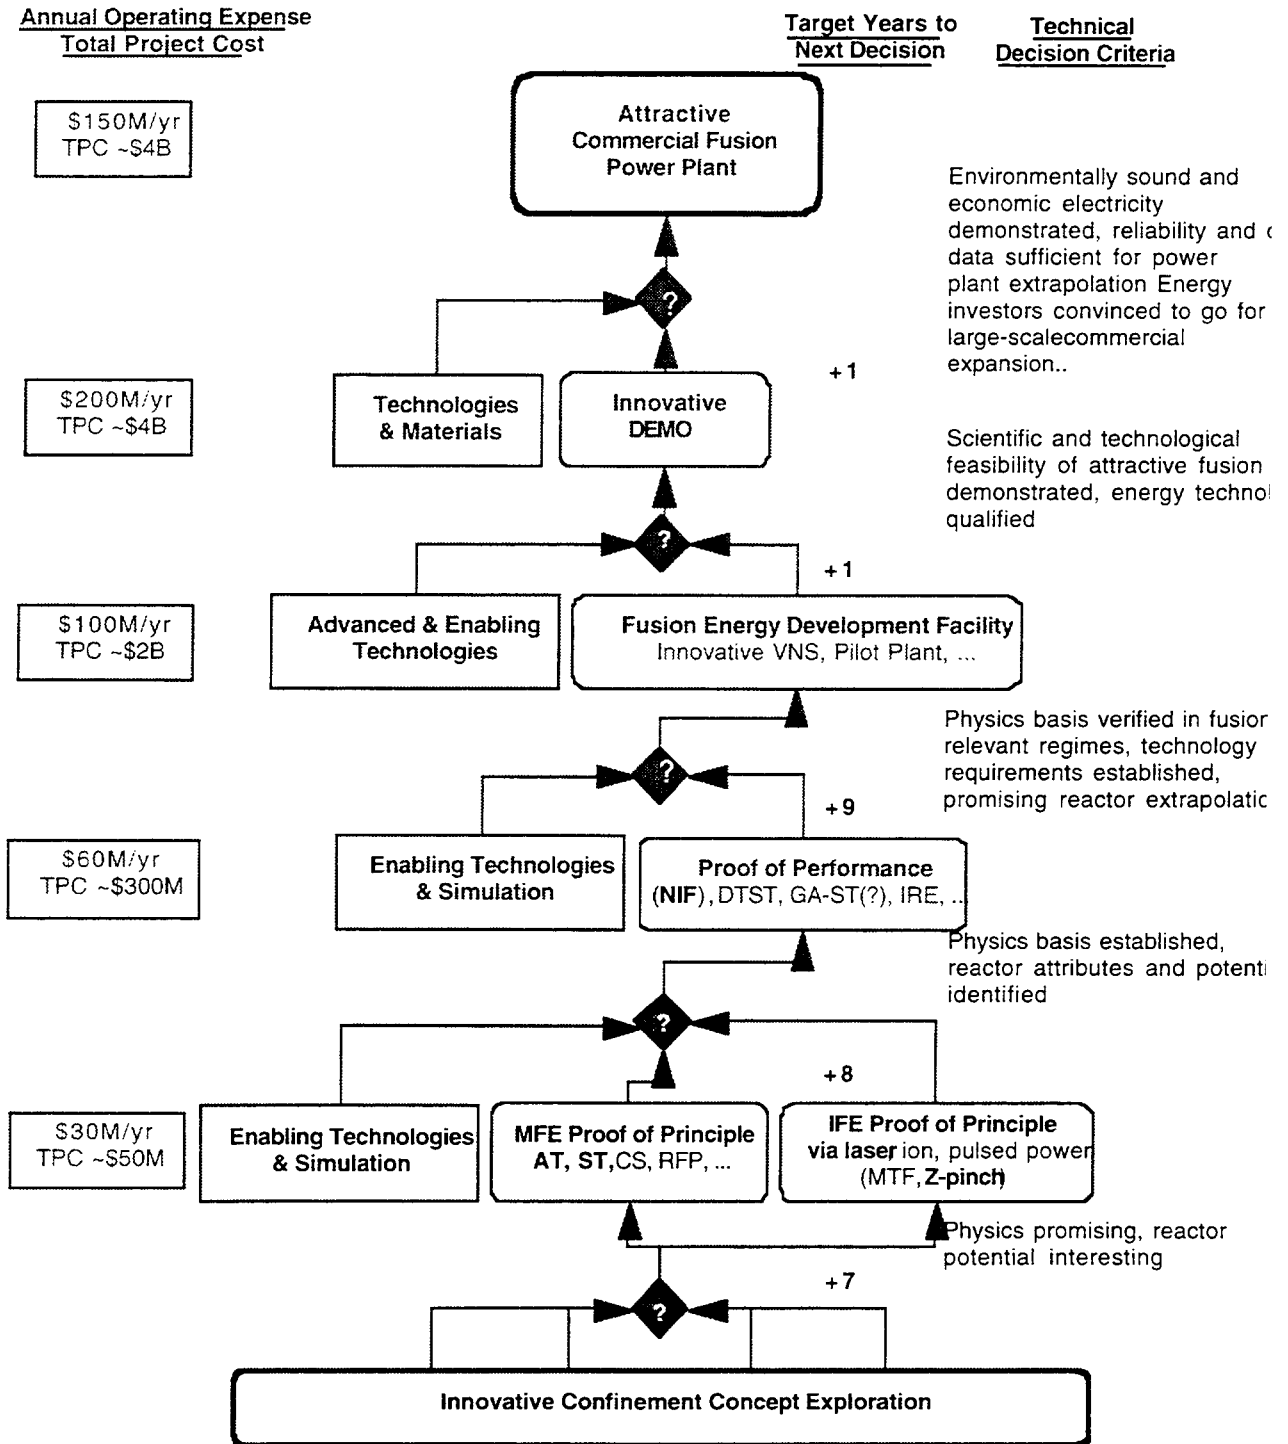 Annual Operating Expense
Total Project Cost
Target Years to
Next Decision
Technical
Decision Criteria
$150M/yr
TPC ~$4B
Attractive
Commercial Fusion
Power Plant
Environmentally sound and
economic electricity
demonstrated, reliability and
data sufficient for power
plant extrapolation Energy
investors convinced to go for
large-scalecommercial
expansion..
?
+1
$200M/yr
TPC ~$4B
Technologies
& Materials
Innovative
DEMO
Scientific and technological
feasibility of attractive fusion
demonstrated, energy technol
qualified
?
+1
$100M/yr
TPC ~$2B
Advanced & Enabling
Technologies
Fusion Energy Development Facility
Innovative VNS, Pilot Plant, ...
Physics basis verified in fusion
relevant regimes, technology
requirements established,
promising reactor extrapolatic
?
+9
$60M/yr
TPC ~$300M
Enabling Technologies
& Simulation
Proof of Performance
(NIF), DTST, GA-ST(?), IRE, ...
Physics basis established,
reactor attributes and potenti
identified
?
+8
$30M/yr
TPC ~$50M
Enabling Technologies
& Simulation
MFE Proof of Principle
AT, ST,CS, RFP, ...
IFE Proof of Principle
via laser, ion, pulsed power
(MTF, Z-pinch)
Physics promising, reactor
potential interesting
?
+7
Innovative Confinement Concept Exploration